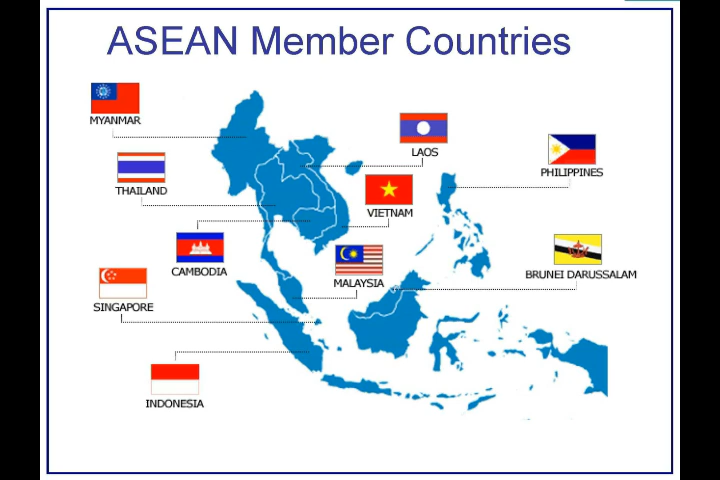 ASEAN Member Countries
MYANMAR
LAOS
PHILIPPINES
THAILAND
VIETNAM
CAMBODIA
MALAYSIA
BRUNEI DARUSSALAM
SINGAPORE
INDONESIA